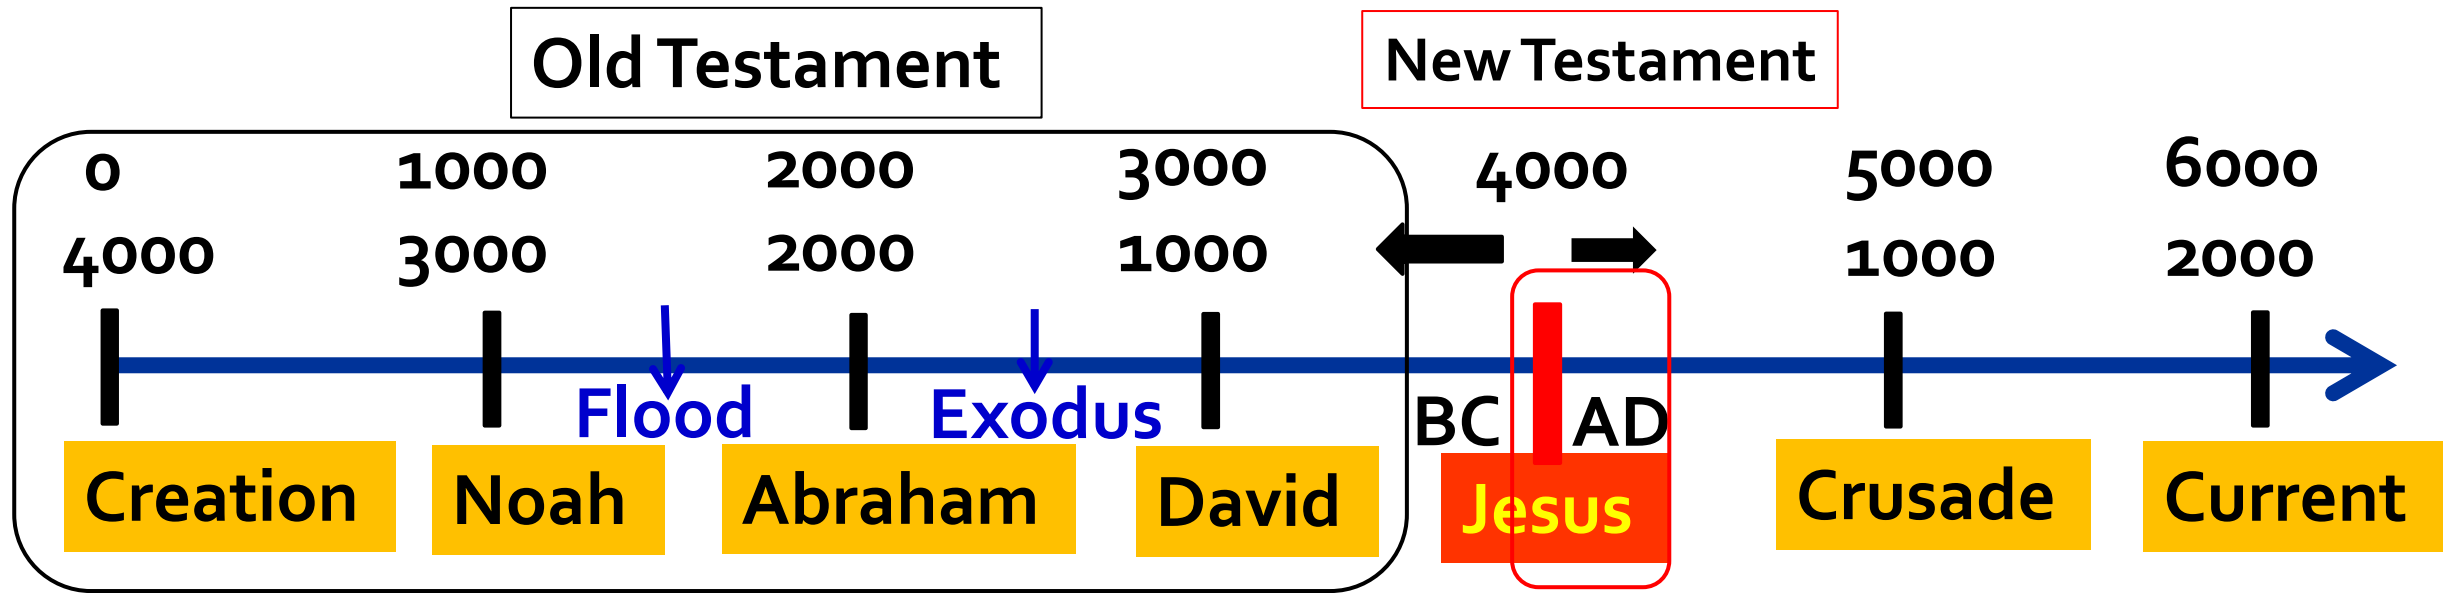 Old Testament
New Testament
0 1000 2000 3000 4000 5000 6000
4000 3000 2000 1000 1000 2000
Flood Exodus BC AD
Creation Noah Abraham David Jesus Crusade Current